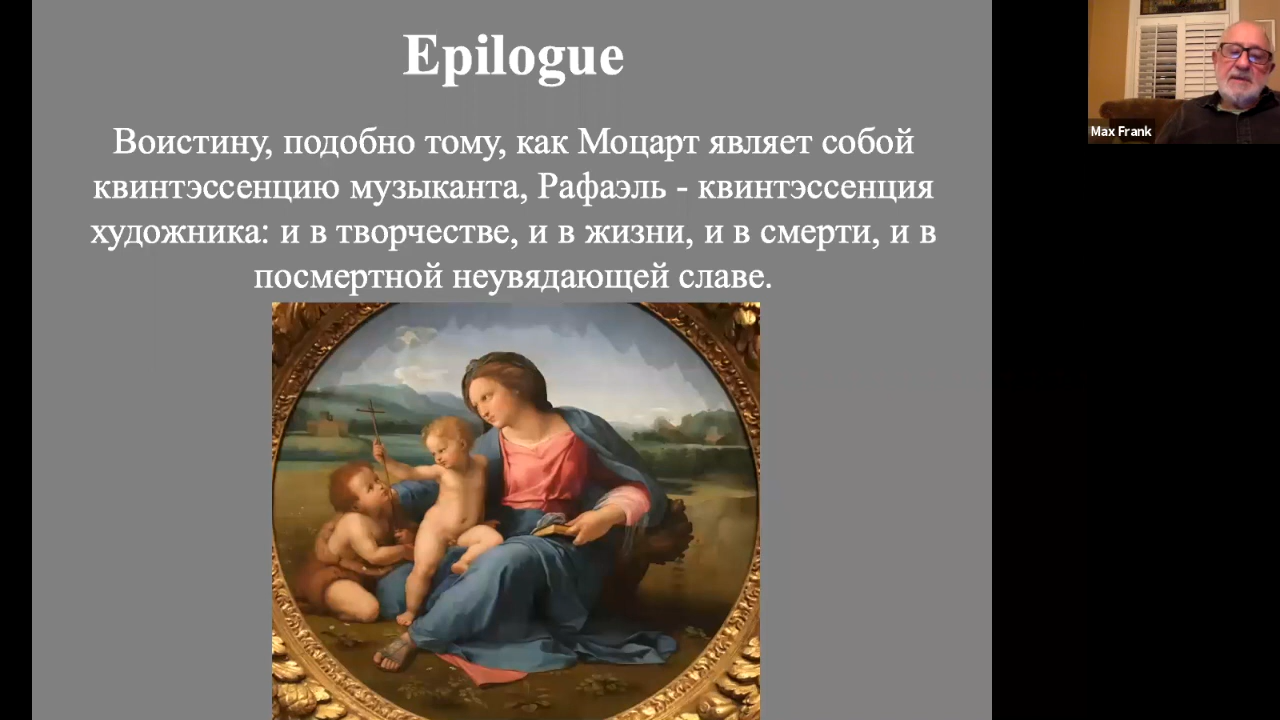 Epilogue
Воистину, подобно тому, как Моцарт являет собой
квинтэссенцию музыканта, Рафаэль - квинтэссенция
художника: и в творчестве, и в жизни, и в смерти, и в
посмертной неувядающей славе.
Max Frank